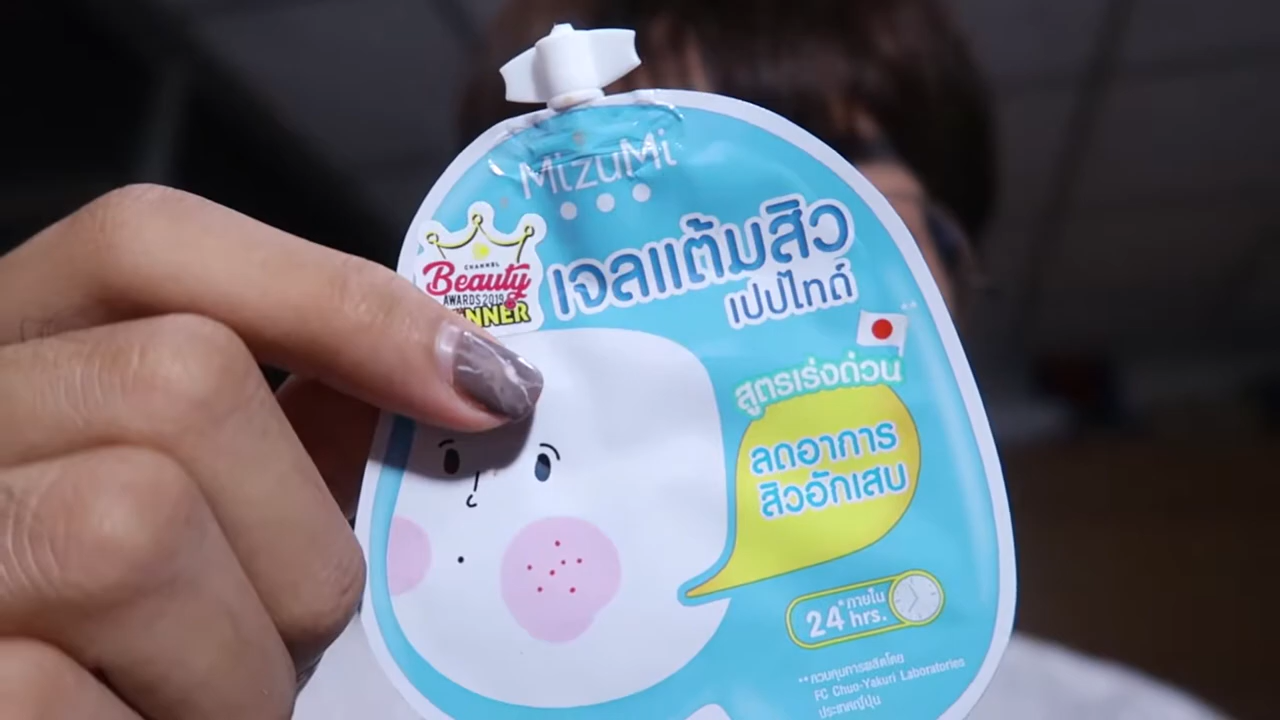 MizuMi
CHANNEL
Beauty
AWARDS 2019
เจลแต้มสิว
เปปไทด์
สูตรเร่งด่วน
ลดอาการ
สิวอักเสบ
*ภายใน
24 hrs.
**ควบคุมการผลิตโดย
FC Chuo-Yakuri Laboratories
ประเทศญี่ปุ่น